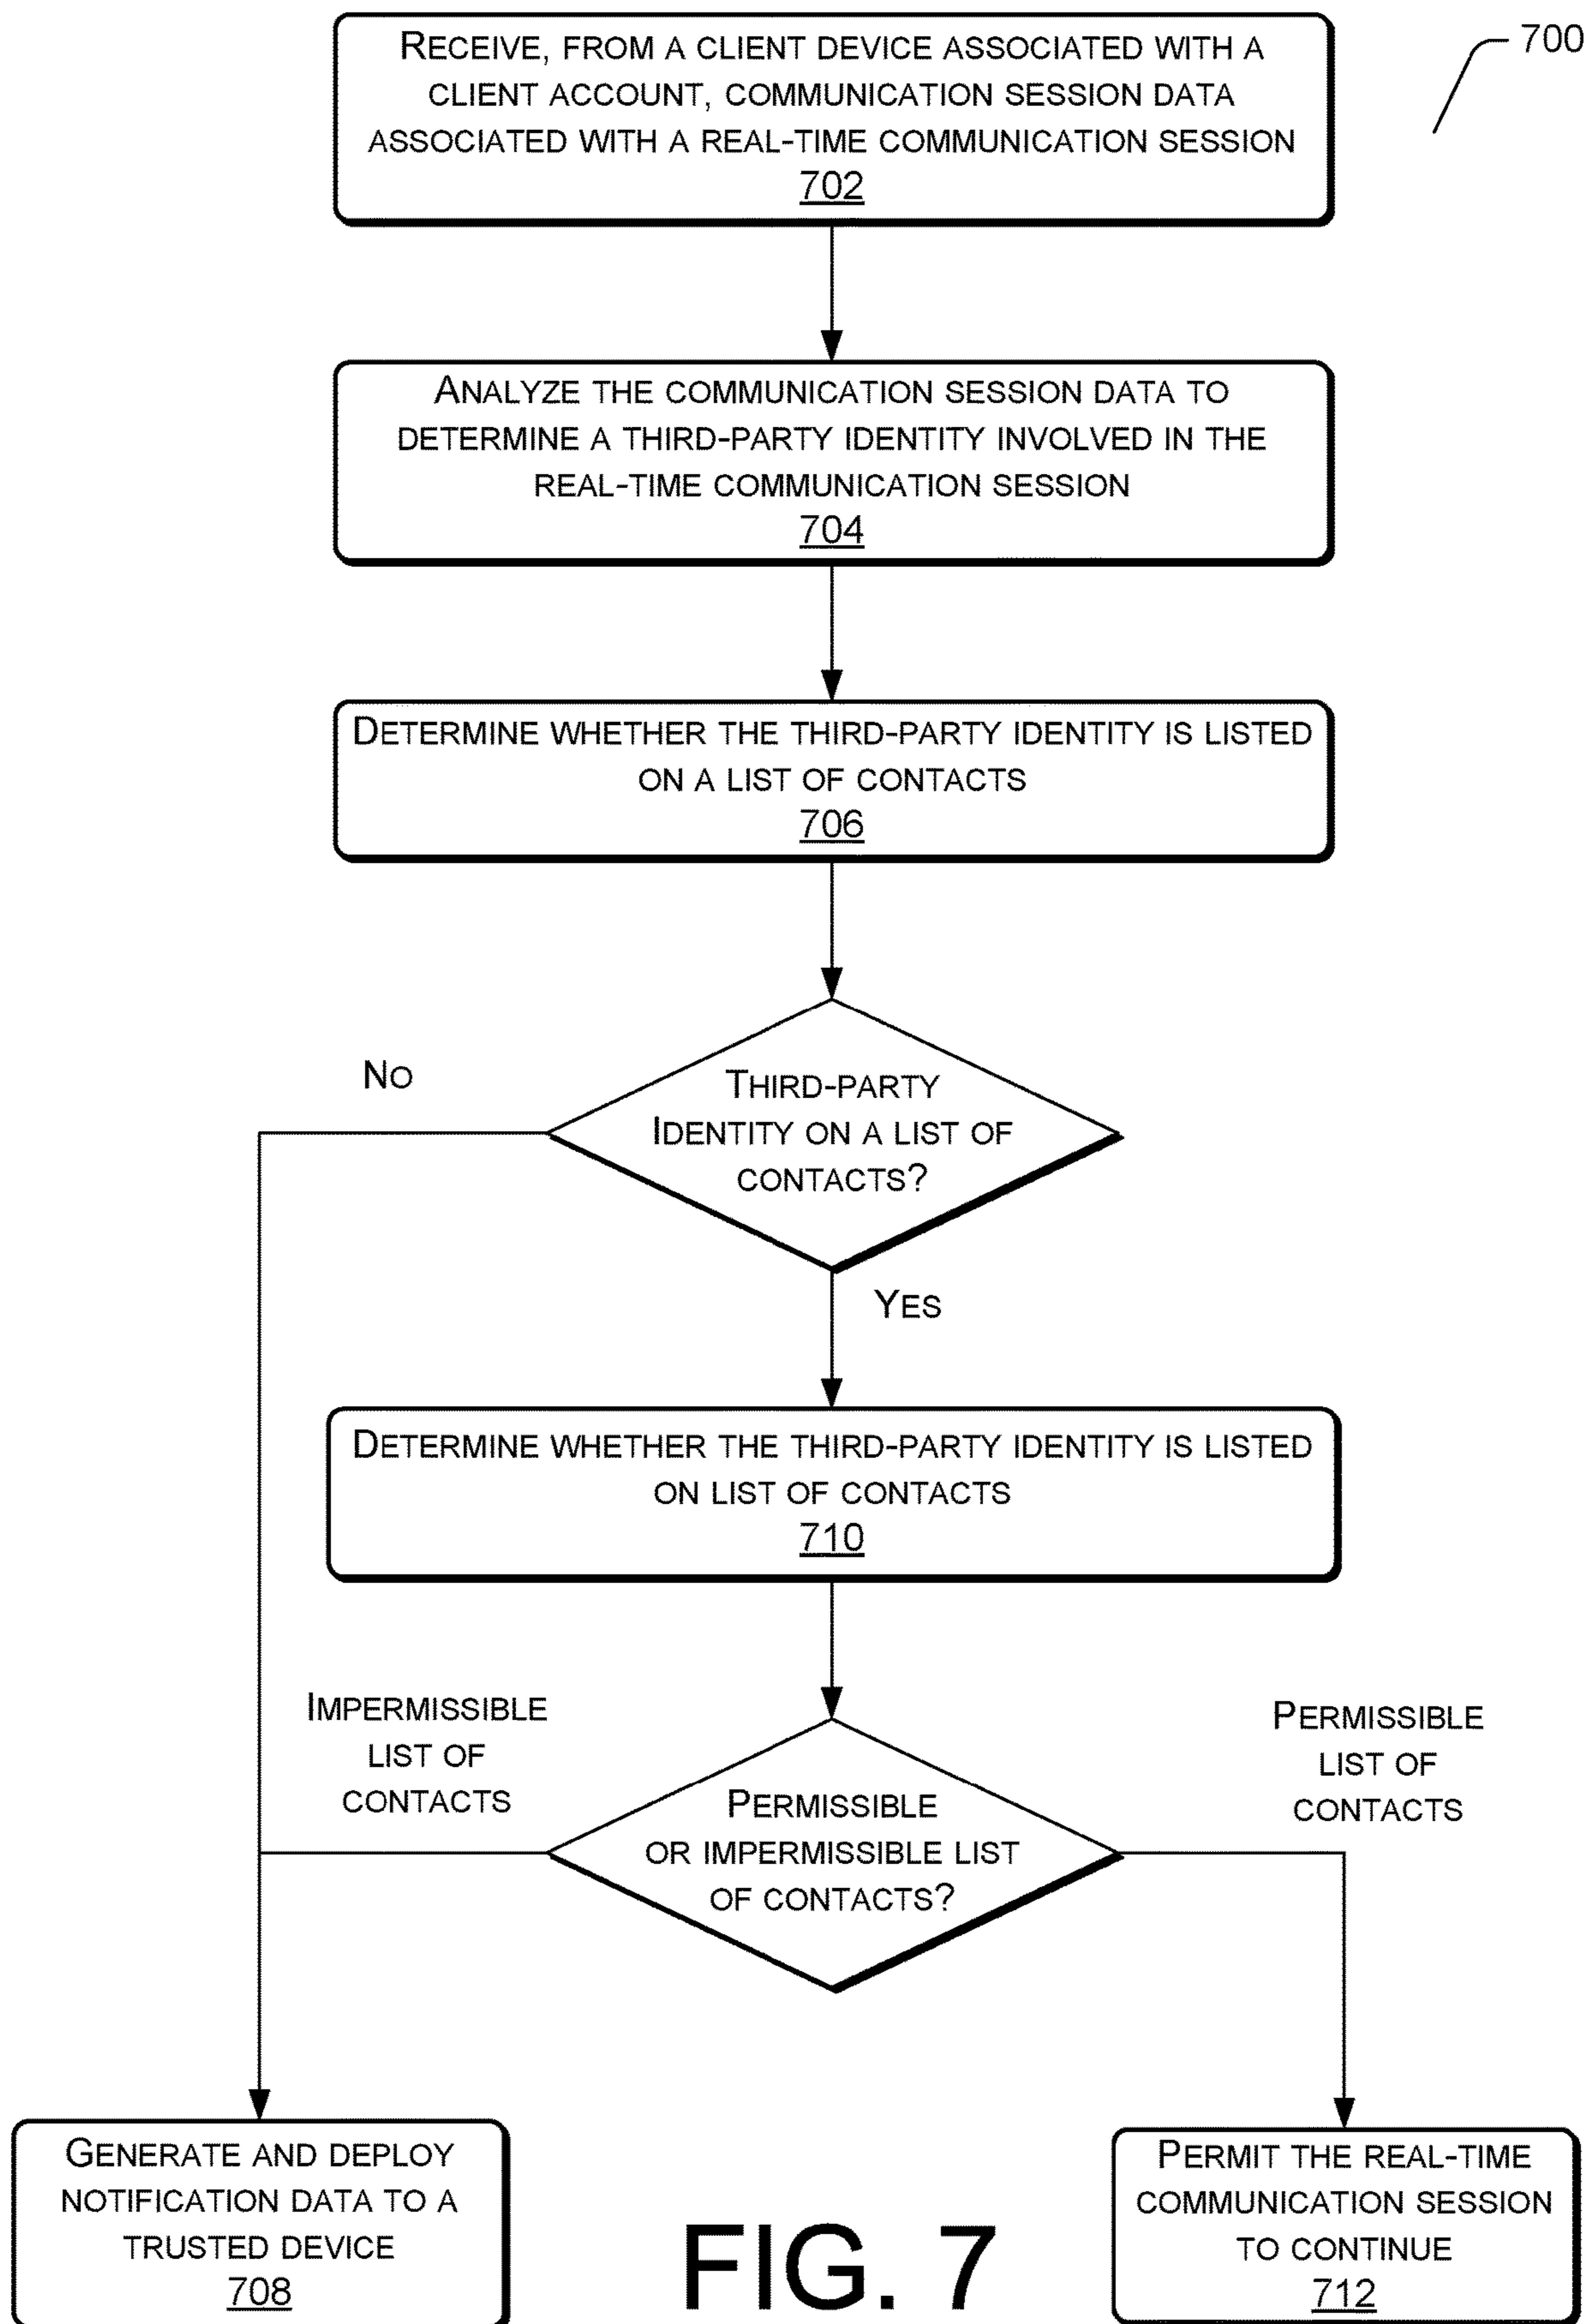 700
RECEIVE, FROM A CLIENT DEVICE ASSOCIATED WITH A
CLIENT ACCOUNT, COMMUNICATION SESSION DATA
ASSOCIATED WITH A REAL-TIME COMMUNICATION SESSION
702
ANALYZE THE COMMUNICATION SESSION DATA TO
DETERMINE A THIRD-PARTY IDENTITY INVOLVED IN THE
REAL-TIME COMMUNICATION SESSION
704
DETERMINE WHETHER THE THIRD-PARTY IDENTITY IS LISTED
ON A LIST OF CONTACTS
706
NO
THIRD-PARTY
IDENTITY ON A LIST OF
CONTACTS?
YES
DETERMINE WHETHER THE THIRD-PARTY IDENTITY IS LISTED
ON LIST OF CONTACTS
710
IMPERMISSIBLE
LIST OF
CONTACTS
PERMISSIBLE
OR IMPERMISSIBLE LIST
OF CONTACTS?
PERMISSIBLE
LIST OF
CONTACTS
GENERATE AND DEPLOY
NOTIFICATION DATA TO A
TRUSTED DEVICE
708
PERMIT THE REAL-TIME
COMMUNICATION SESSION
TO CONTINUE
712
FIG. 7